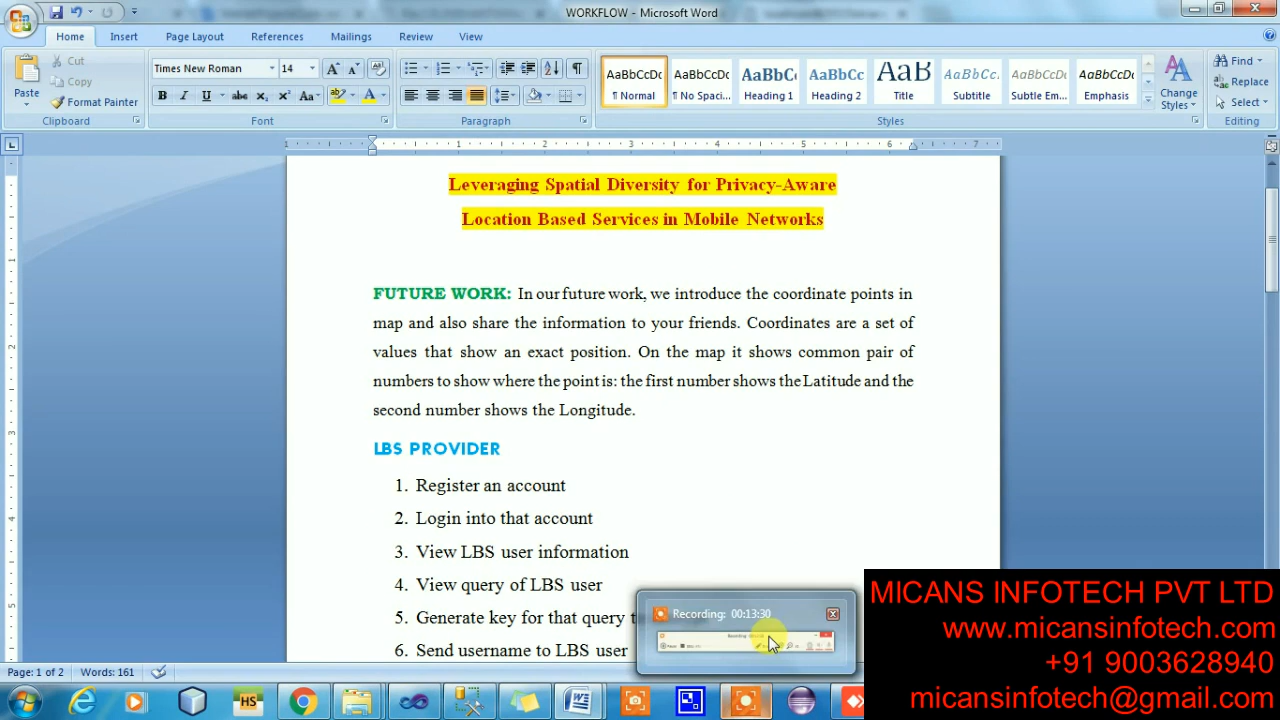 WORKFLOW - Microsoft Word
Home Insert Page Layout References Mailings Review View
Paste
Cut
Copy
Format Painter
Clipboard
Times New Roman 14
Font
Paragraph
AaBbCcDc AaBbCcDc AaBbCc AaBbCc AaB AaBbCc. AaBbCcDc AaBbCcDc
¶ Normal ¶ No Spaci... Heading 1 Heading 2 Title Subtitle Subtle Em... Emphasis
Change Styles
Styles
Find
Replace
Select
Editing
Leveraging Spatial Diversity for Privacy-Aware
Location Based Services in Mobile Networks
FUTURE WORK: In our future work, we introduce the coordinate points in
map and also share the information to your friends. Coordinates are a set of
values that show an exact position. On the map it shows common pair of
numbers to show where the point is: the first number shows the Latitude and the
second number shows the Longitude.
LBS PROVIDER
1. Register an account
2. Login into that account
3. View LBS user information
4. View query of LBS user
5. Generate key for that query
6. Send username to LBS user
Recording: 00:13:30
MICANS INFOTECH PVT LTD
www.micansinfotech.com
+91 9003628940
micansinfotech@gmail.com
Page: 1 of 2 Words: 161
HS